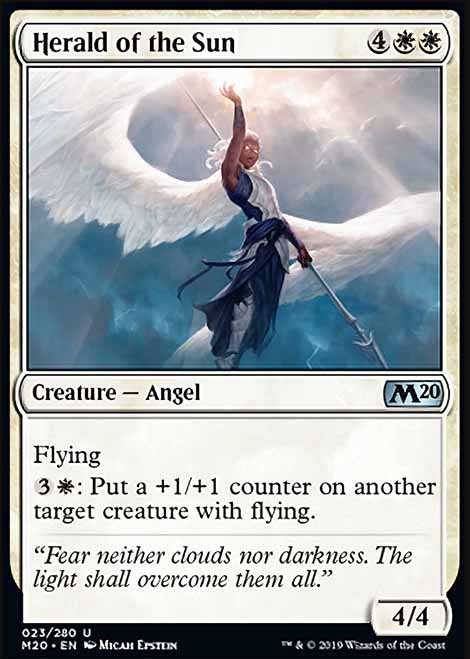 Herald of the Sun 4
Creature — Angel M20
Flying
3: Put a +1/+1 counter on another
target creature with flying.
“Fear neither clouds nor darkness. The
light shall overcome them all.”
4/4
023/280 U
M20 • EN Micah Epstein
™ & © 2019 Wizards of the Coast